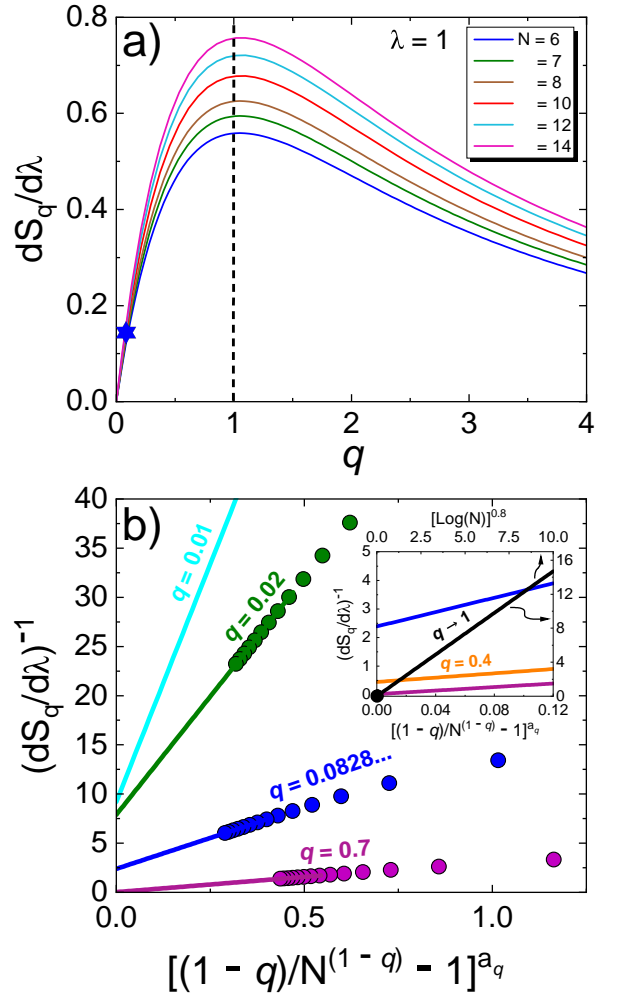 a)
λ = 1
N = 6
= 7
= 8
= 10
= 12
= 14
0.8
0.6
0.4
0.2
0.0
dS_q/dλ
0 1 2 3 4
q
b)
40
35
30
25
20
15
10
5
0
(dS_q/dλ)⁻¹
q = 0.01
q = 0.02
q = 0.0828...
q = 0.7
[Log(N)]^0.8
0.0 2.5 5.0 7.5 10.0
5
4
3
2
1
0
(dS_q/dλ)⁻¹
16
12
8
4
0
q → 1
q = 0.4
0.00 0.04 0.08 0.12
[(1 - q)/N^(1 - q) - 1]^a_q
0.0 0.5 1.0
[(1 - q)/N^(1 - q) - 1]^a_q